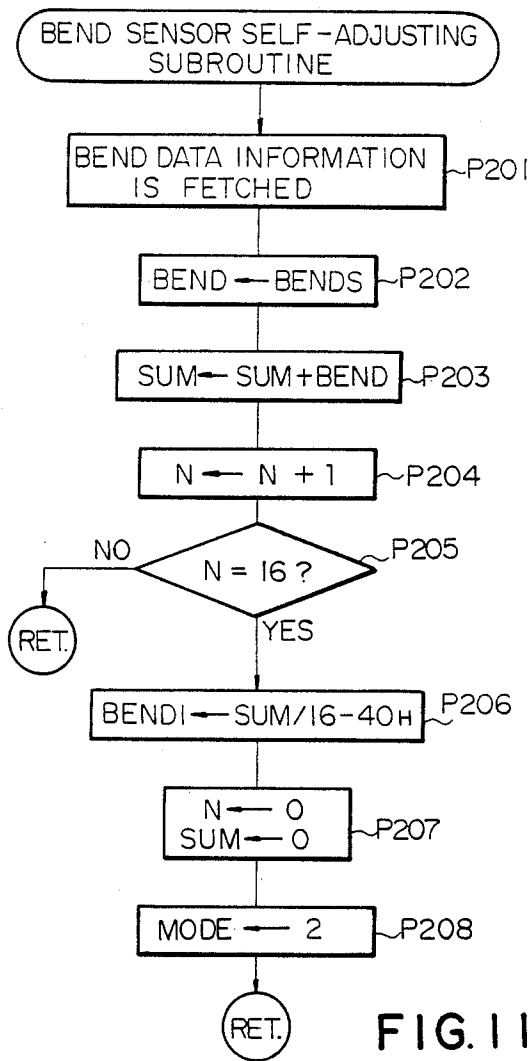 BEND SENSOR SELF-ADJUSTING
SUBROUTINE
BEND DATA INFORMATION
IS FETCHED
P201
BEND ← BENDS
P202
SUM ← SUM+BEND
P203
N ← N + 1
P204
N = 16 ?
P205
NO
RET.
YES
BEND1 ← SUM/16-40H
P206
N ← 0
SUM ← 0
P207
MODE ← 2
P208
RET.
FIG. 11